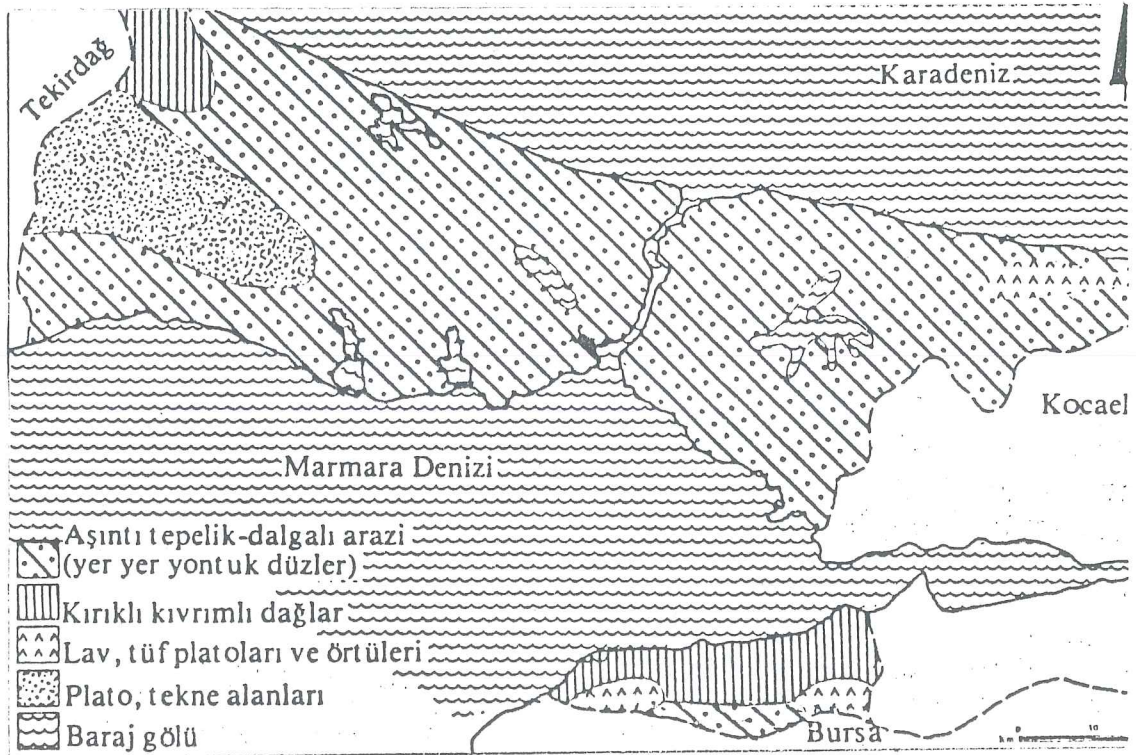 Tekirdağ
Karadeniz
Kocael
Marmara Denizi
Aşıntı tepelik-dalgalı arazi
(yer yer yontuk düzler)
Kırıklı kıvrımlı dağlar
Lav, tüf platoları ve örtüleri
Plato, tekne alanları
Baraj gölü
Bursa